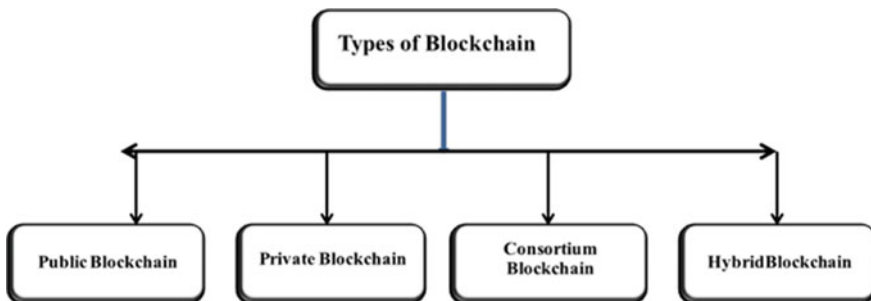 Types of Blockchain
Public Blockchain
Private Blockchain
Consortium
Blockchain
HybridBlockchain